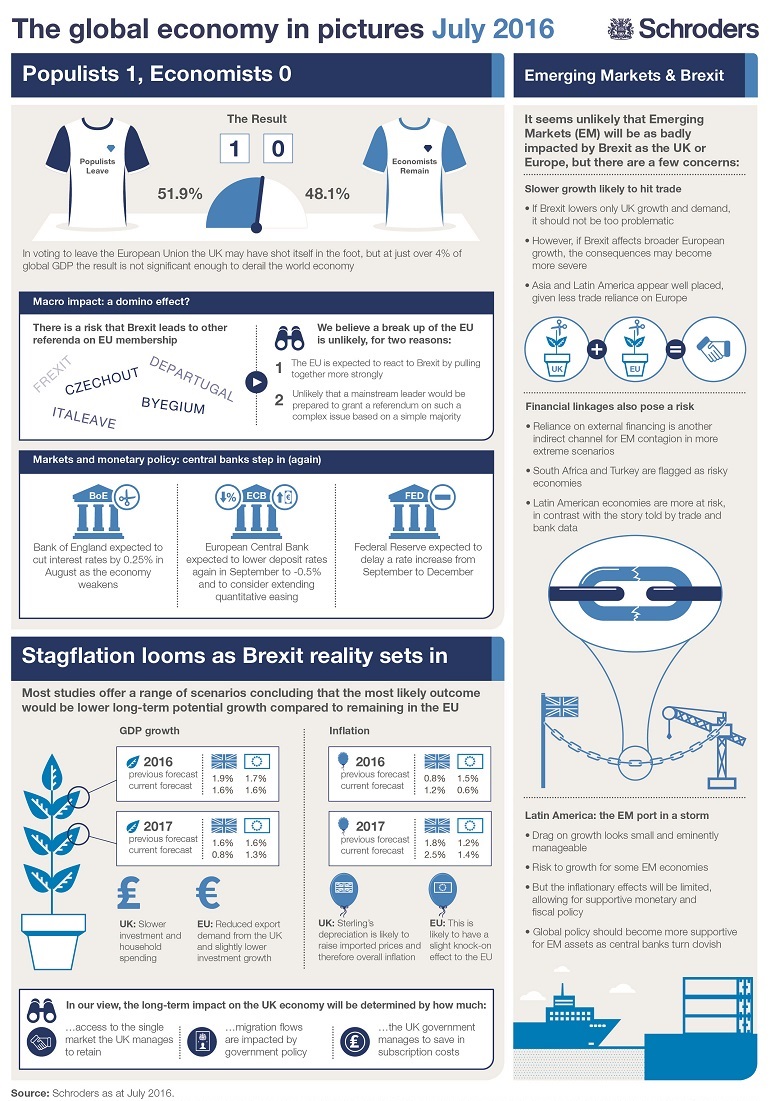 The global economy in pictures July 2016
Schroders
Populists 1, Economists 0
The Result
Populists
Leave
1 0
Economists
Remain
51.9%
48.1%
In voting to leave the European Union the UK may have shot itself in the foot, but at just over 4% of
global GDP the result is not significant enough to derail the world economy
Macro impact: a domino effect?
There is a risk that Brexit leads to other
referenda on EU membership
FREXIT
CZECHOUT
DEPARTUGAL
ITALEAVE
BYEGIUM
We believe a break up of the EU
is unlikely, for two reasons:
1 The EU is expected to react to Brexit by pulling
together more strongly
2 Unlikely that a mainstream leader would be
prepared to grant a referendum on such a
complex issue based on a simple majority
Markets and monetary policy: central banks step in (again)
BoE
Bank of England expected to
cut interest rates by 0.25% in
August as the economy
weakens
% ECB €
European Central Bank
expected to lower deposit rates
again in September to -0.5%
and to consider extending
quantitative easing
FED
Federal Reserve expected to
delay a rate increase from
September to December
Stagflation looms as Brexit reality sets in
Most studies offer a range of scenarios concluding that the most likely outcome
would be lower long-term potential growth compared to remaining in the EU
GDP growth
2016
previous forecast 1.9% 1.7%
current forecast 1.6% 1.6%
2017
previous forecast 1.6% 1.6%
current forecast 0.8% 1.3%
£
UK: Slower
investment and
household
spending
€
EU: Reduced export
demand from the UK
and slightly lower
investment growth
Inflation
2016
previous forecast 0.8% 1.5%
current forecast 1.2% 0.6%
2017
previous forecast 1.8% 1.2%
current forecast 2.5% 1.4%
UK: Sterling's
depreciation is likely to
raise imported prices and
therefore overall inflation
EU: This is
likely to have a
slight knock-on
effect to the EU
In our view, the long-term impact on the UK economy will be determined by how much:
...access to the single
market the UK manages
to retain
...migration flows
are impacted by
government policy
£
...the UK government
manages to save in
subscription costs
Emerging Markets & Brexit
It seems unlikely that Emerging
Markets (EM) will be as badly
impacted by Brexit as the UK or
Europe, but there are a few concerns:
Slower growth likely to hit trade
• If Brexit lowers only UK growth and demand,
it should not be too problematic
• However, if Brexit affects broader European
growth, the consequences may become
more severe
• Asia and Latin America appear well placed,
given less trade reliance on Europe
UK + EU =
Financial linkages also pose a risk
• Reliance on external financing is another
indirect channel for EM contagion in more
extreme scenarios
• South Africa and Turkey are flagged as risky
economies
• Latin American economies are more at risk,
in contrast with the story told by trade and
bank data
Latin America: the EM port in a storm
• Drag on growth looks small and eminently
manageable
• Risk to growth for some EM economies
• But the inflationary effects will be limited,
allowing for supportive monetary and
fiscal policy
• Global policy should become more supportive
for EM assets as central banks turn dovish
Source: Schroders as at July 2016.